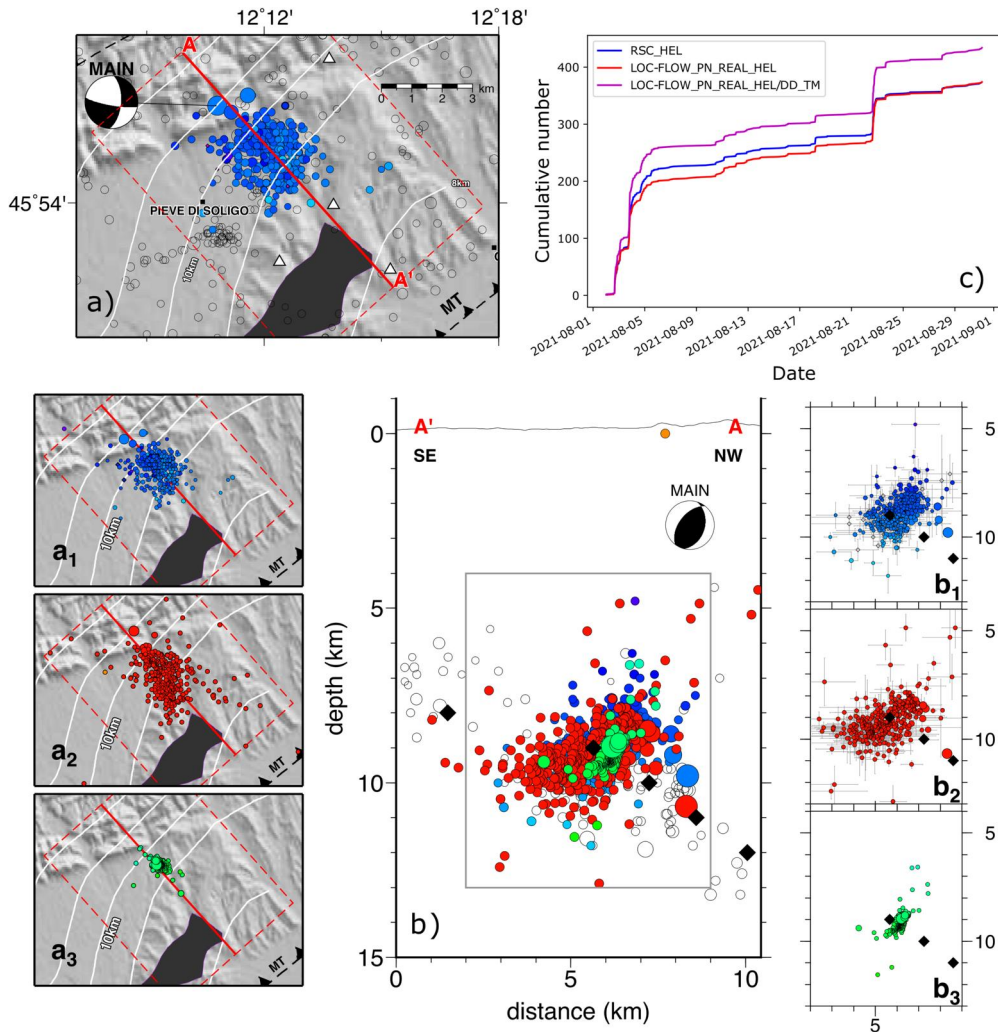 12°12'
12°18'
A
MAIN
0 1 2 3
km
8km
45°54'
PIEVE DI SOLIGO
10km
A'
MT
a)
RSC_HEL
LOC-FLOW_PN_REAL_HEL
LOC-FLOW_PN_REAL_HEL/DD_TM
Cumulative number
400
300
200
100
0
c)
2021-08-01
2021-08-05
2021-08-09
2021-08-13
2021-08-17
2021-08-21
2021-08-25
2021-08-29
2021-09-01
Date
10km
a1
MT
10km
a2
MT
10km
a3
MT
A'
A
SE
NW
MAIN
0
5
10
15
depth (km)
b)
0
5
10
distance (km)
5
10
b1
5
10
b2
5
10
b3
5